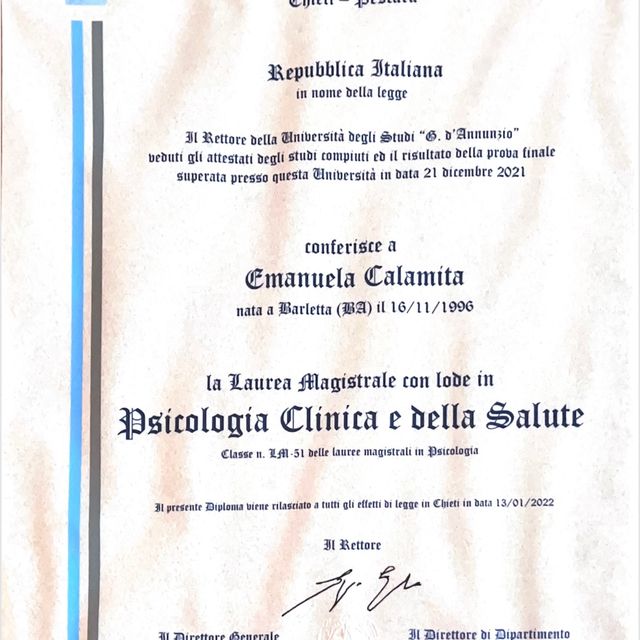 Chieti – Pescara
Repubblica Italiana
in nome della legge
Il Rettore della Università degli Studi "G. d'Annunzio"
veduti gli attestati degli studi compiuti ed il risultato della prova finale
superata presso questa Università in data 21 dicembre 2021
conferisce a
Emanuela Calamita
nata a Barletta (BA) il 16/11/1996
la Laurea Magistrale con lode in
Psicologia Clinica e della Salute
Classe n. LM-51 delle lauree magistrali in Psicologia
Il presente Diploma viene rilasciato a tutti gli effetti di legge in Chieti in data 13/01/2022
Il Rettore
Il Direttore Generale
Il Direttore di Dipartimento